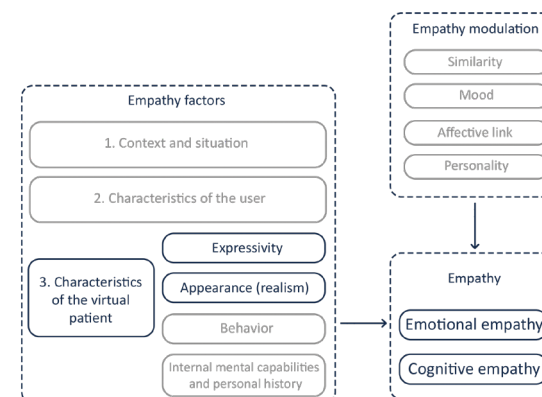 Empathy modulation
Similarity
Mood
Affective link
Personality
Empathy factors
1. Context and situation
2. Characteristics of the user
3. Characteristics
of the virtual
patient
Expressivity
Appearance (realism)
Behavior
Internal mental capabilities
and personal history
Empathy
Emotional empathy
Cognitive empathy